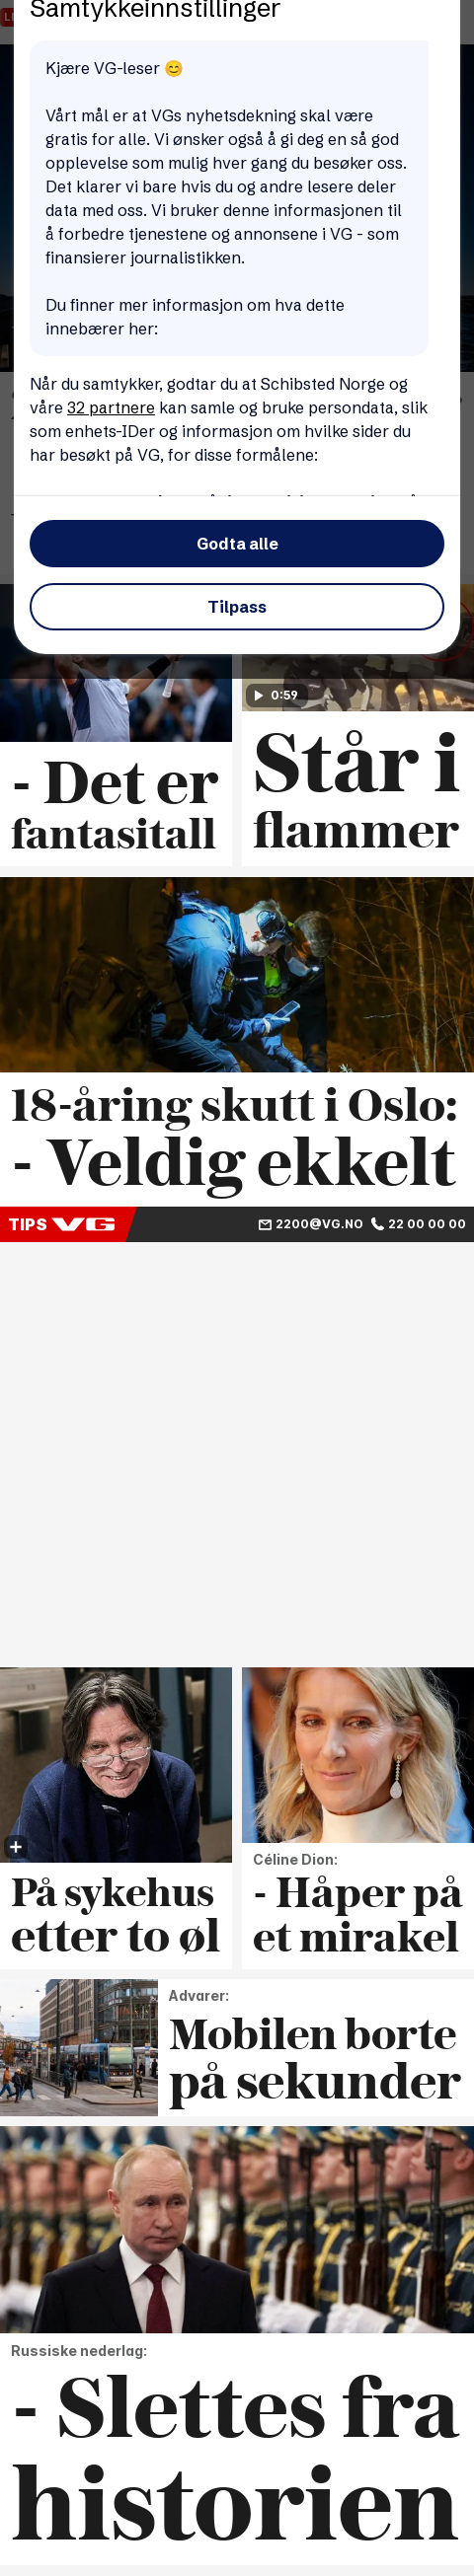 Samtykkeinnstillinger
Kjære VG-leser 😊
Vårt mål er at VGs nyhetsdekning skal være
gratis for alle. Vi ønsker også å gi deg en så god
opplevelse som mulig hver gang du besøker oss.
Det klarer vi bare hvis du og andre lesere deler
data med oss. Vi bruker denne informasjonen til
å forbedre tjenestene og annonsene i VG - som
finansierer journalistikken.
Du finner mer informasjon om hva dette
innebærer her:
Når du samtykker, godtar du at Schibsted Norge og
våre 32 partnere kan samle og bruke persondata, slik
som enhets-IDer og informasjon om hvilke sider du
har besøkt på VG, for disse formålene:
Godta alle
Tilpass
0:59
- Det er
fantasitall
Står i
flammer
18-åring skutt i Oslo:
- Veldig ekkelt
TIPS VG 2200@VG.NO 22 00 00 00
På sykehus
etter to øl
Céline Dion:
- Håper på
et mirakel
Advarer:
Mobilen borte
på sekunder
Russiske nederlag:
- Slettes fra
historien